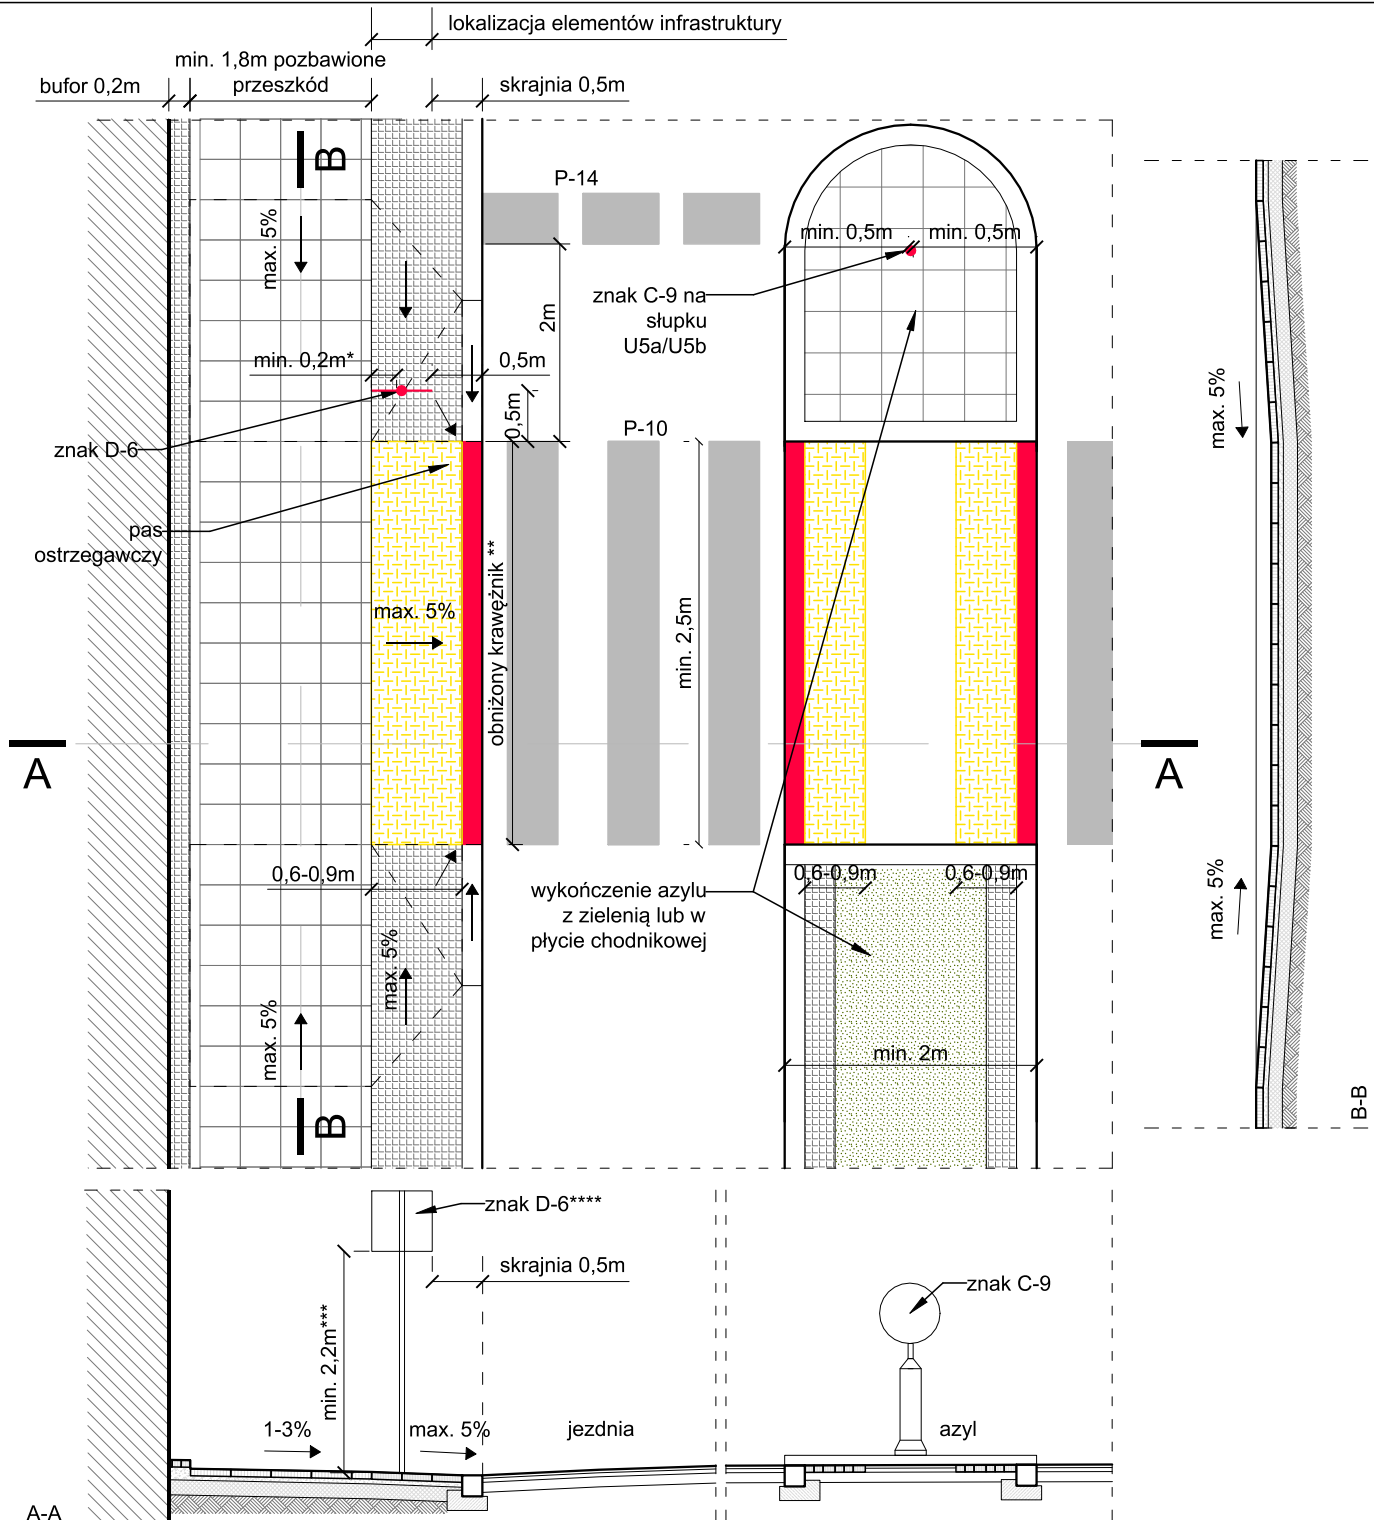 lokalizacja elementów infrastruktury
min. 1,8m pozbawione
przeszkód
bufor 0,2m
skrajnia 0,5m
B
max. 5%
P-14
min. 0,5m
min. 0,5m
znak C-9 na
słupku
U5a/U5b
2m
min. 0,2m*
0,5m
0,5m
znak D-6
P-10
pas
ostrzegawczy
max. 5%
obniżony krawężnik **
min. 2,5m
max. 5%
A
A
0,6-0,9m
0,6-0,9m
0,6-0,9m
wykończenie azylu
z zielenią lub w
płycie chodnikowej
max. 5%
max. 5%
max. 5%
min. 2m
B
B-B
znak D-6****
skrajnia 0,5m
znak C-9
min. 2,2m***
1-3%
max. 5%
jezdnia
azyl
A-A